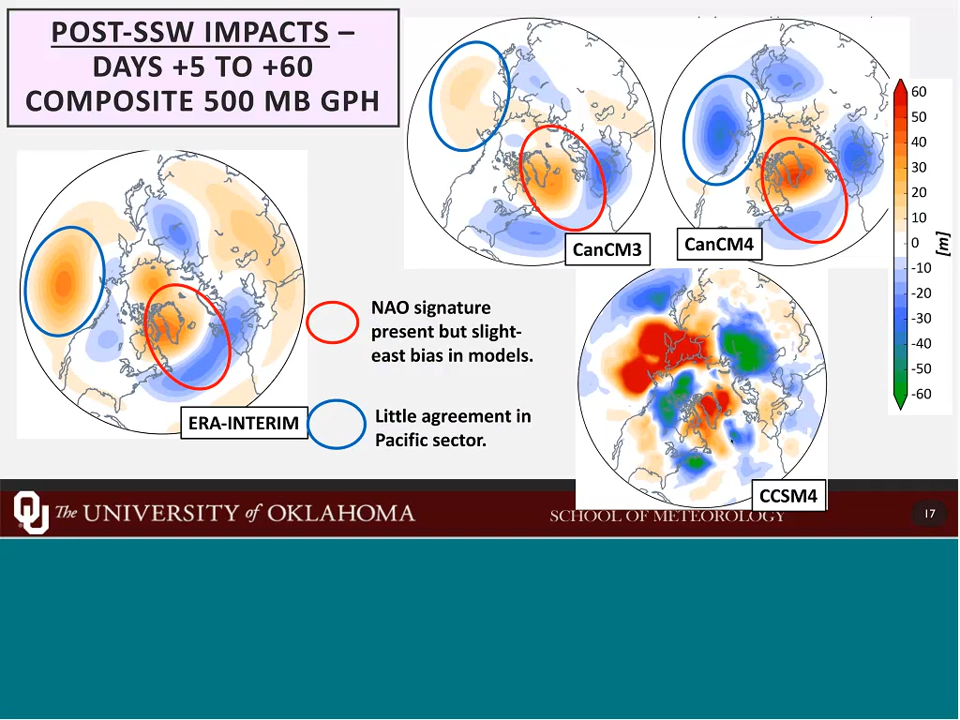 POST-SSW IMPACTS –
DAYS +5 TO +60
COMPOSITE 500 MB GPH
CanCM3
CanCM4
60
50
40
30
20
10
0
-10
-20
-30
-40
-50
-60
[m]
NAO signature
present but slight-
east bias in models.
Little agreement in
Pacific sector.
ERA-INTERIM
CCSM4
OU The UNIVERSITY of OKLAHOMA
SCHOOL OF METEOROLOGY
17